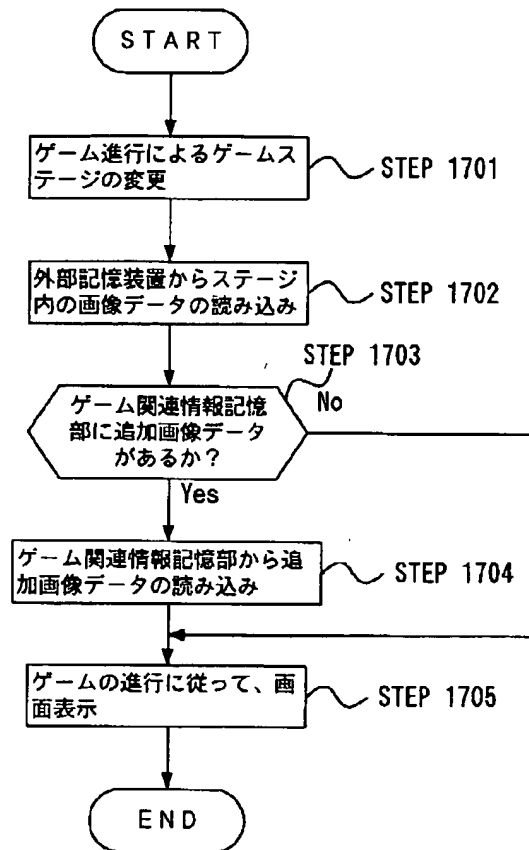 START
ゲーム進行によるゲームス
テージの変更
STEP 1701
外部記憶装置からステージ
内の画像データの読み込み
STEP 1702
STEP 1703
ゲーム関連情報記憶
部に追加画像データ
があるか？
No
Yes
ゲーム関連情報記憶部から追
加画像データの読み込み
STEP 1704
ゲームの進行に従って、画
面表示
STEP 1705
END